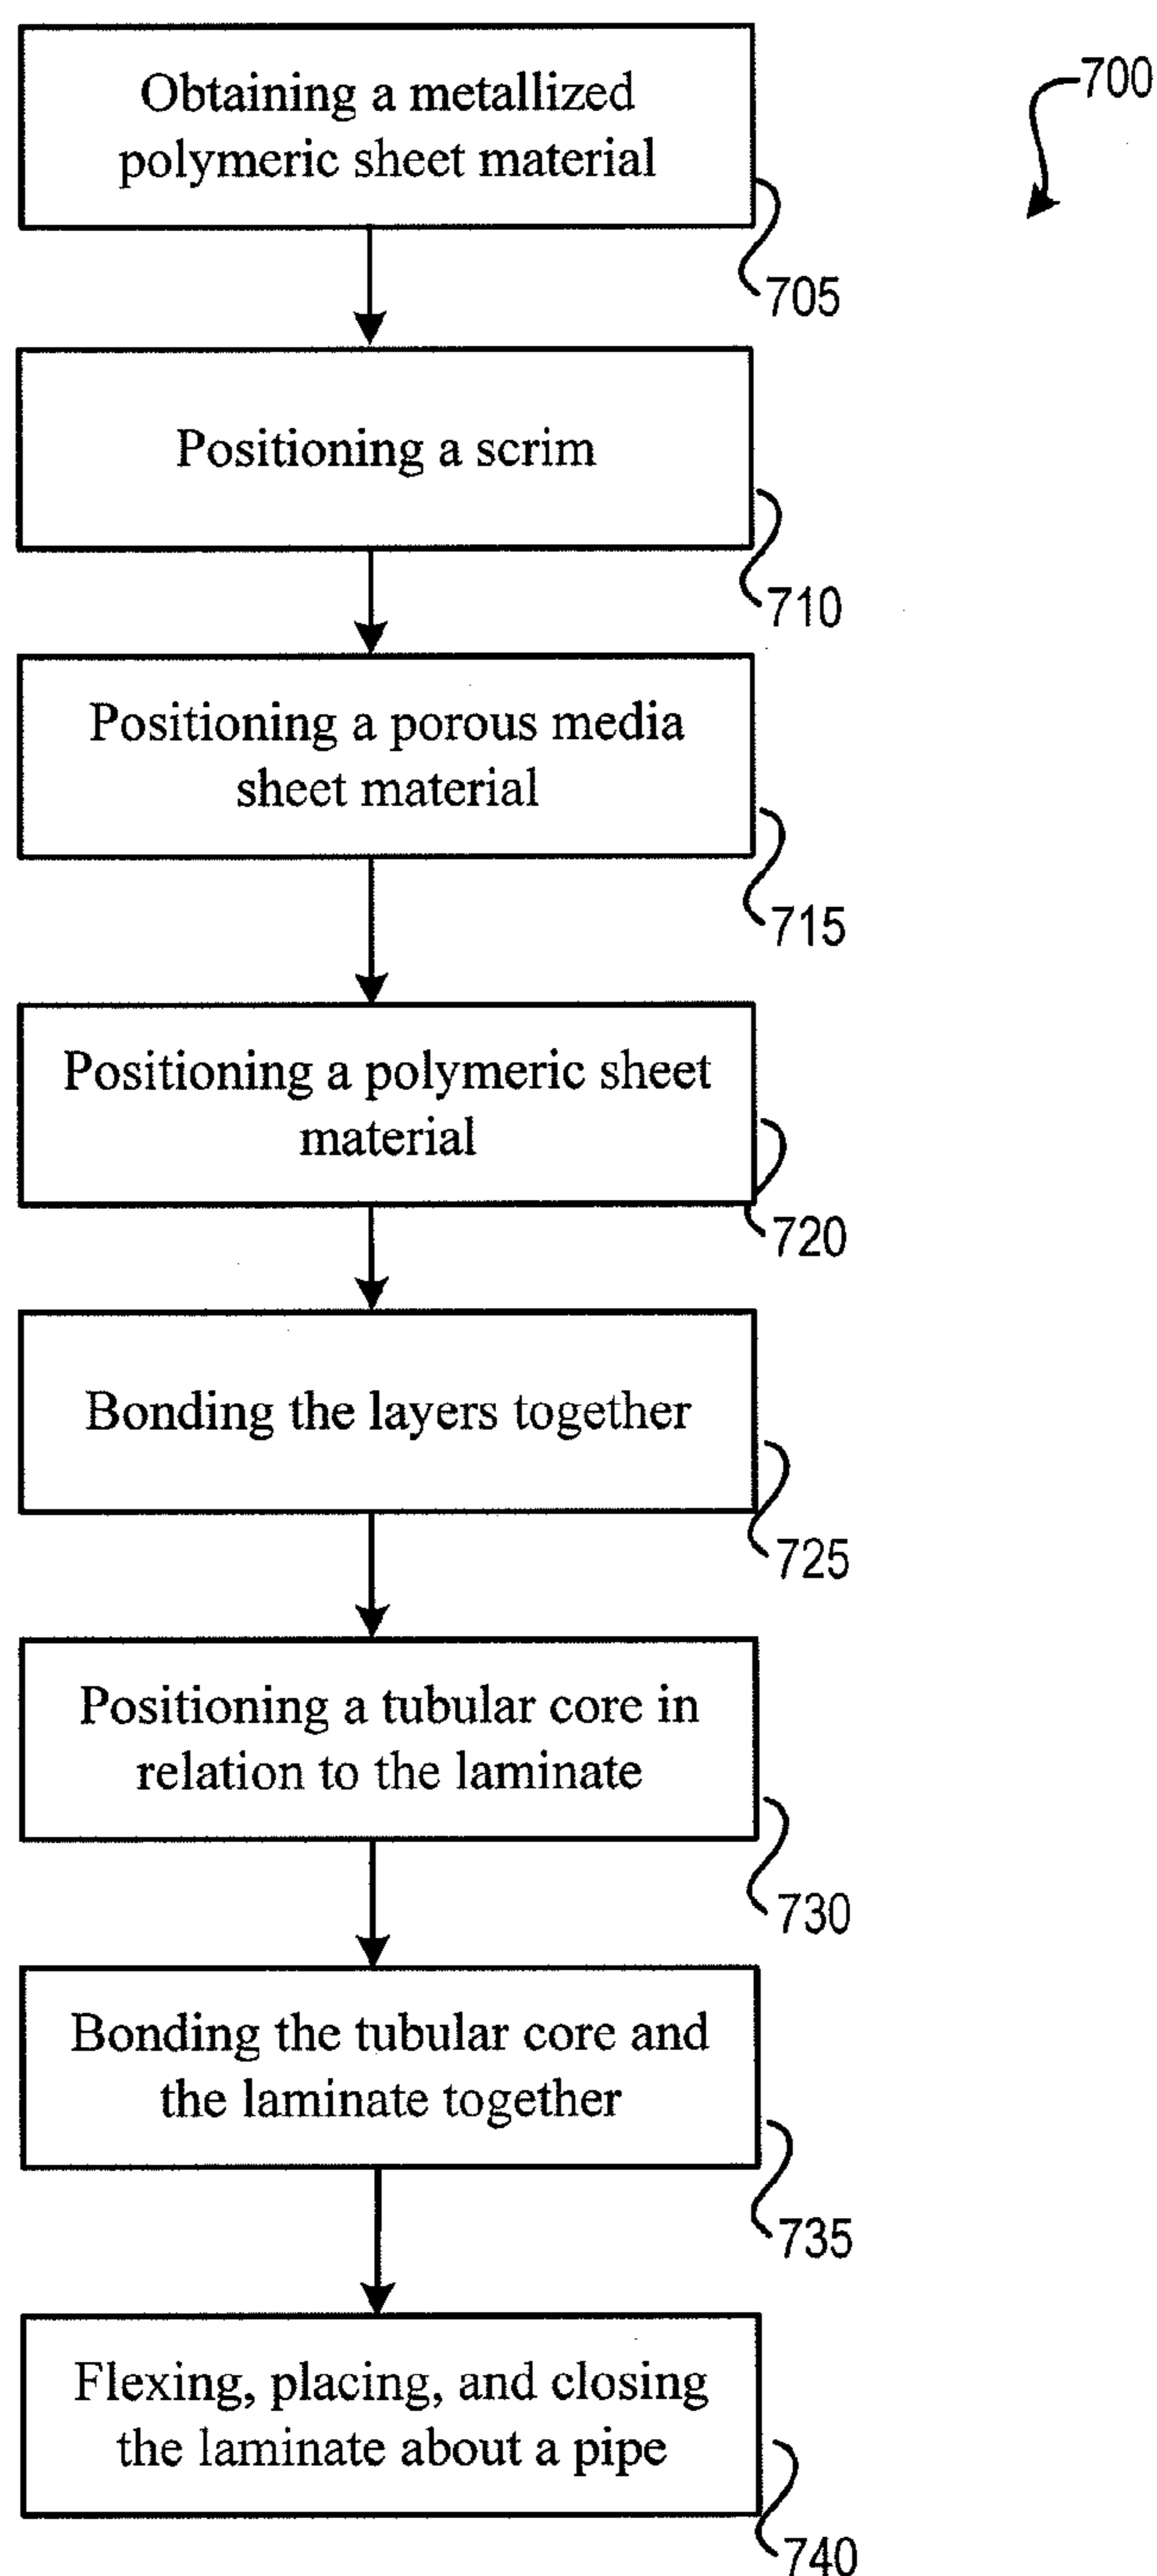 Obtaining a metallized
polymeric sheet material
700
705
Positioning a scrim
710
Positioning a porous media
sheet material
715
Positioning a polymeric sheet
material
720
Bonding the layers together
725
Positioning a tubular core in
relation to the laminate
730
Bonding the tubular core and
the laminate together
735
Flexing, placing, and closing
the laminate about a pipe
740